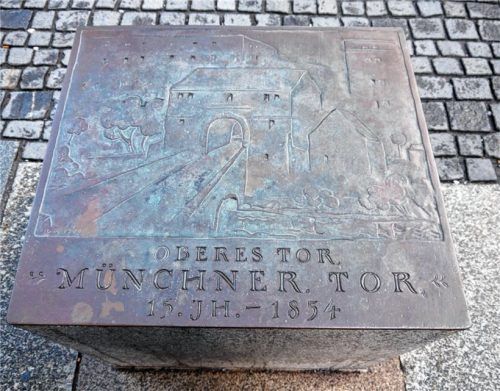 OBERES TOR.
„MÜNCHNER. TOR.“
15. JH. – 1854